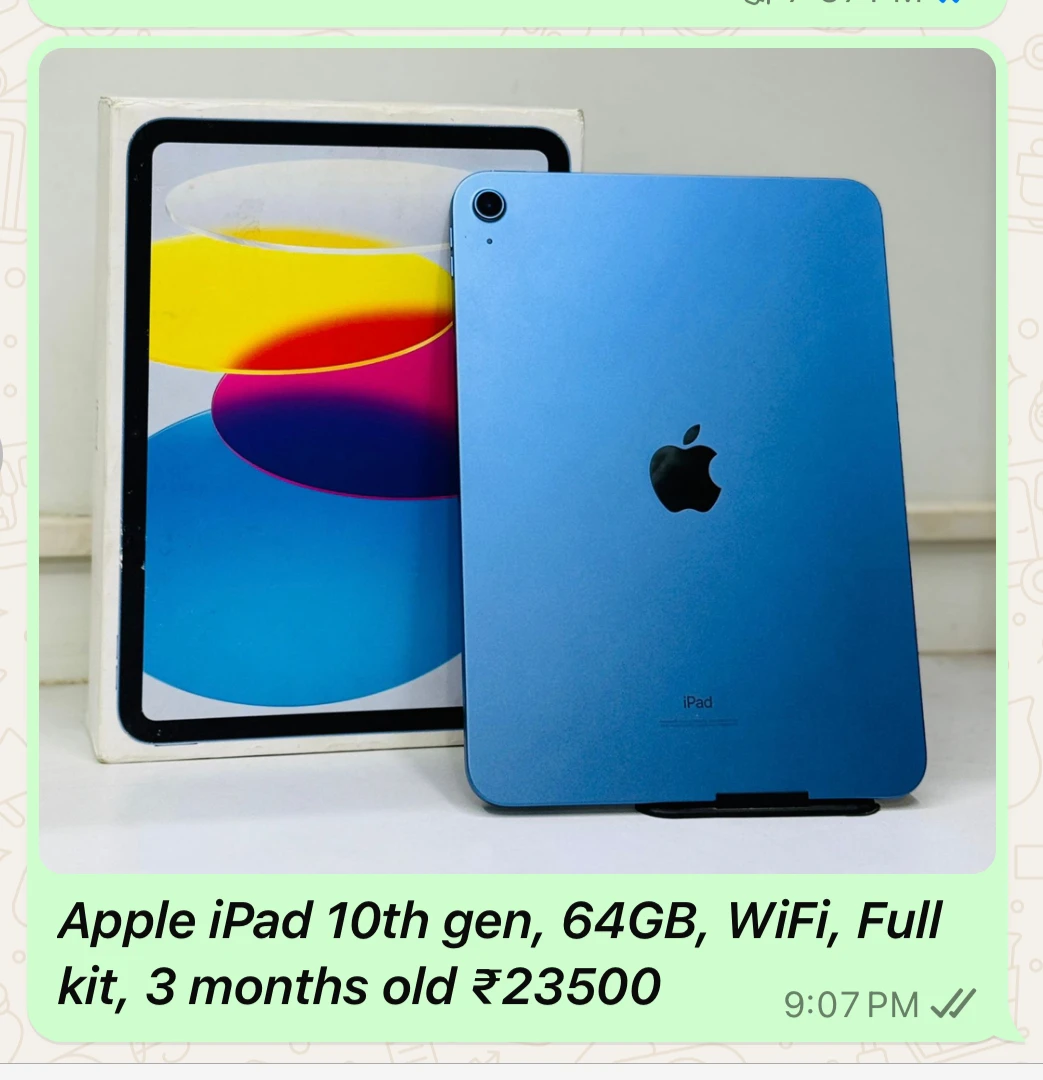 iPad
Apple iPad 10th gen, 64GB, WiFi, Full
kit, 3 months old ₹23500
9:07 PM